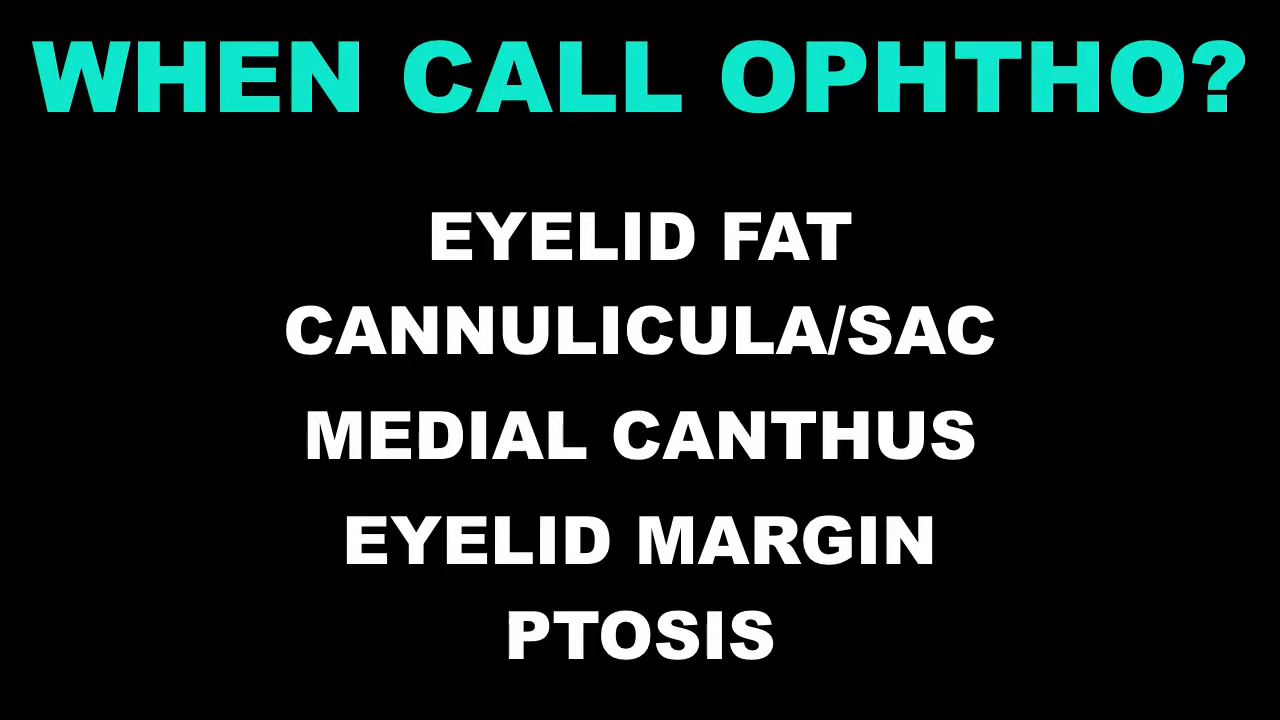 WHEN CALL OPHTHO?
EYELID FAT
CANNULICULA/SAC
MEDIAL CANTHUS
EYELID MARGIN
PTOSIS